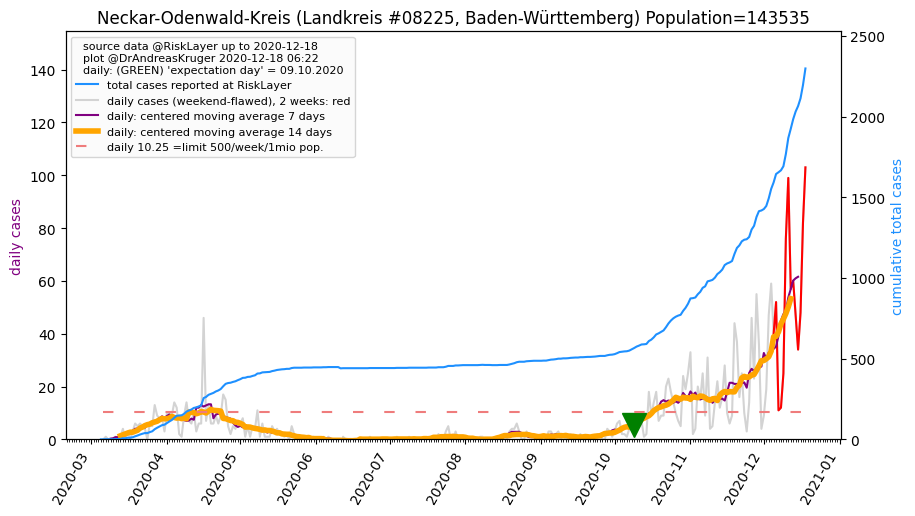 Neckar-Odenwald-Kreis (Landkreis #08225, Baden-Württemberg) Population=143535
source data @RiskLayer up to 2020-12-18
plot @DrAndreasKruger 2020-12-18 06:22
daily: (GREEN) 'expectation day' = 09.10.2020
total cases reported at RiskLayer
daily cases (weekend-flawed), 2 weeks: red
daily: centered moving average 7 days
daily: centered moving average 14 days
daily 10.25 =limit 500/week/1mio pop.
daily cases
140
120
100
80
60
40
20
0
2500
2000
1500
1000
500
0
cumulative total cases
2020-03
2020-04
2020-05
2020-06
2020-07
2020-08
2020-09
2020-10
2020-11
2020-12
2021-01